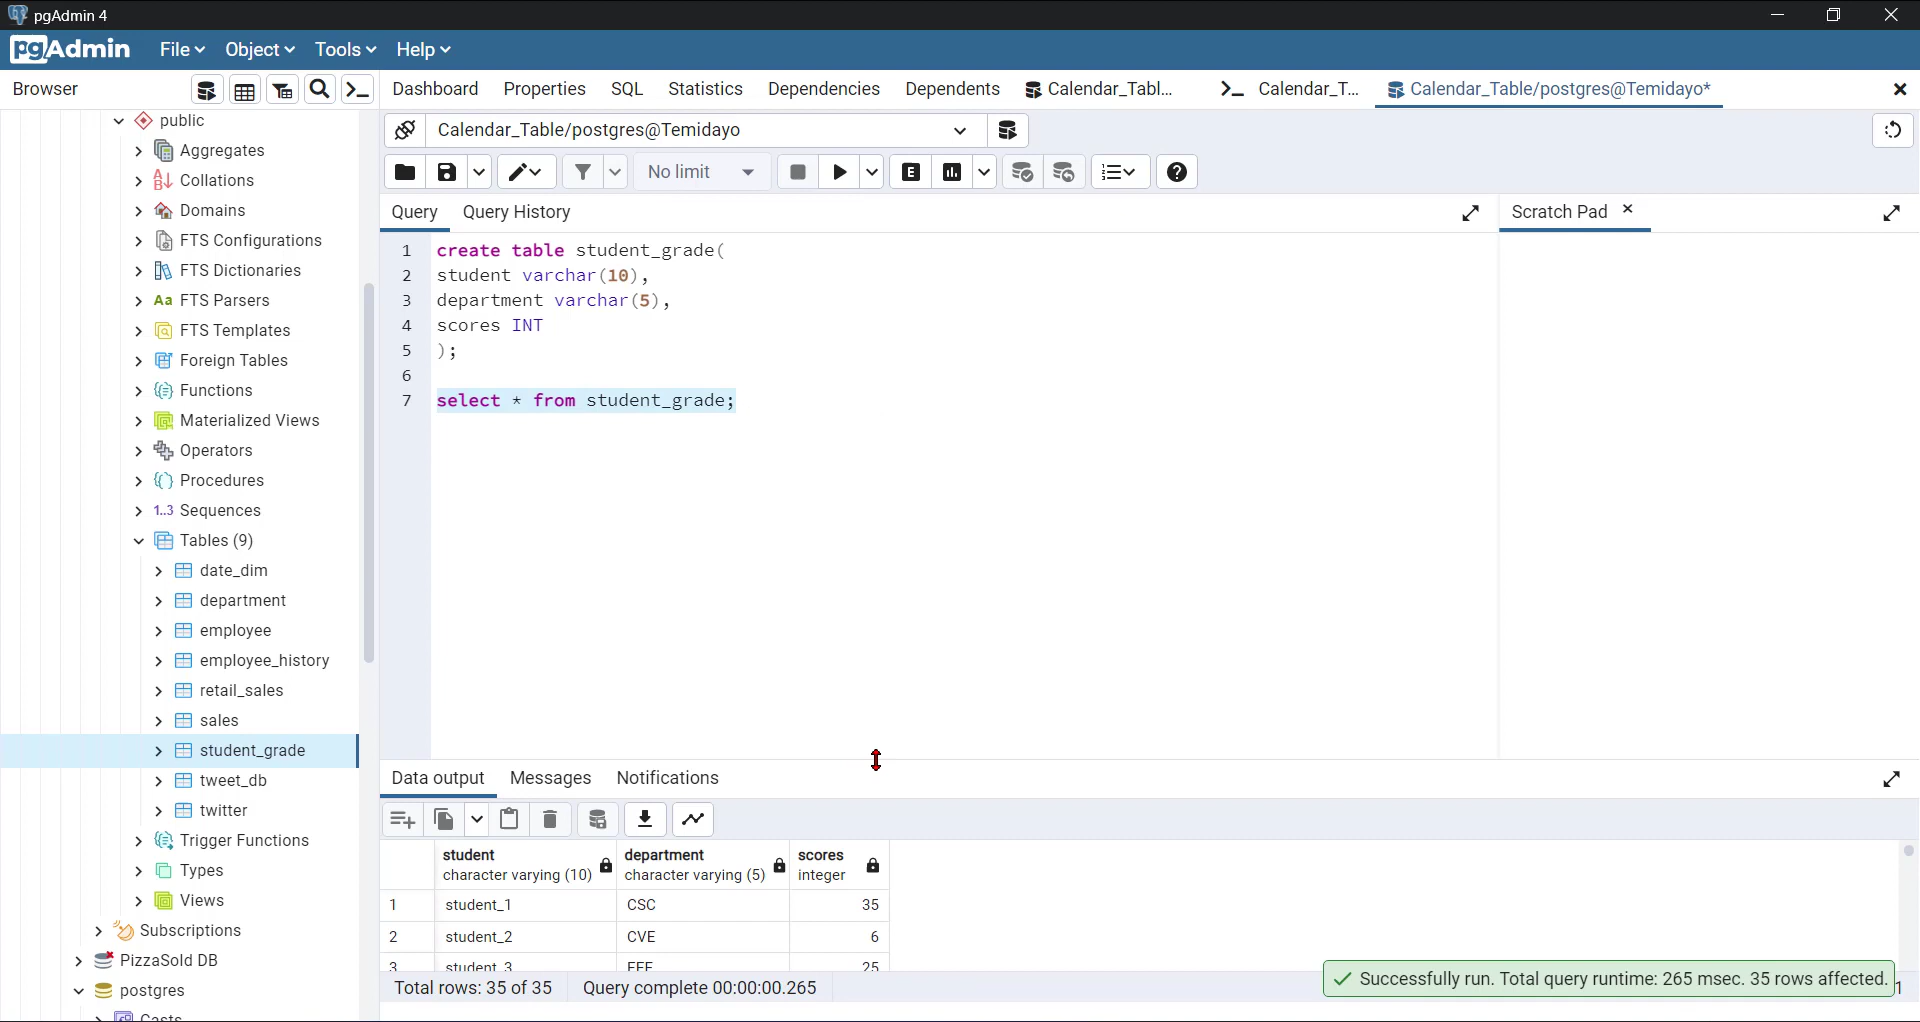 pgAdmin 4
pgAdmin File Object Tools Help
Browser
Dashboard Properties SQL Statistics Dependencies Dependents Calendar_Tabl... Calendar_T... Calendar_Table/postgres@Temidayo*
public
Aggregates
Collations
Domains
FTS Configurations
FTS Dictionaries
Aa FTS Parsers
FTS Templates
Foreign Tables
Functions
Materialized Views
Operators
Procedures
1..3 Sequences
Tables (9)
date_dim
department
employee
employee_history
retail_sales
sales
student_grade
tweet_db
twitter
Trigger Functions
Types
Views
Subscriptions
PizzaSold DB
postgres
Casts
Calendar_Table/postgres@Temidayo
No limit
E
Query Query History
Scratch Pad
1 create table student_grade(
2 student varchar(10),
3 department varchar(5),
4 scores INT
5 );
6
7 select * from student_grade;
Data output Messages Notifications
student department scores
character varying (10) character varying (5) integer
1 student_1 CSC 35
2 student_2 CVE 6
3 student_3 EEE 25
Total rows: 35 of 35 Query complete 00:00:00.265
Successfully run. Total query runtime: 265 msec. 35 rows affected.